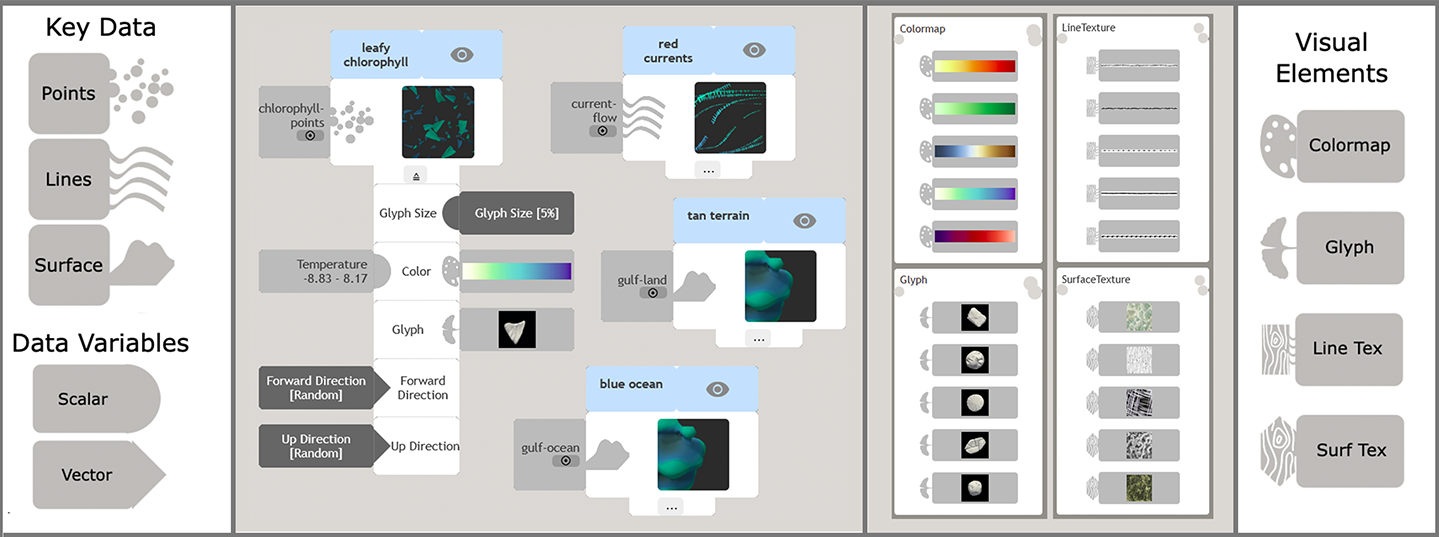 Key Data
Points
Lines
Surface
Data Variables
Scalar
Vector
leafy
chlorophyll
chlorophyll-
points
Glyph Size
Glyph Size [5%]
Temperature
-8.83 - 8.17
Color
Glyph
Forward Direction
[Random]
Forward
Direction
Up Direction
[Random]
Up Direction
red
currents
current-
flow
...
tan terrain
gulf-land
...
blue ocean
gulf-ocean
...
Colormap
LineTexture
Glyph
SurfaceTexture
Visual
Elements
Colormap
Glyph
Line Tex
Surf Tex